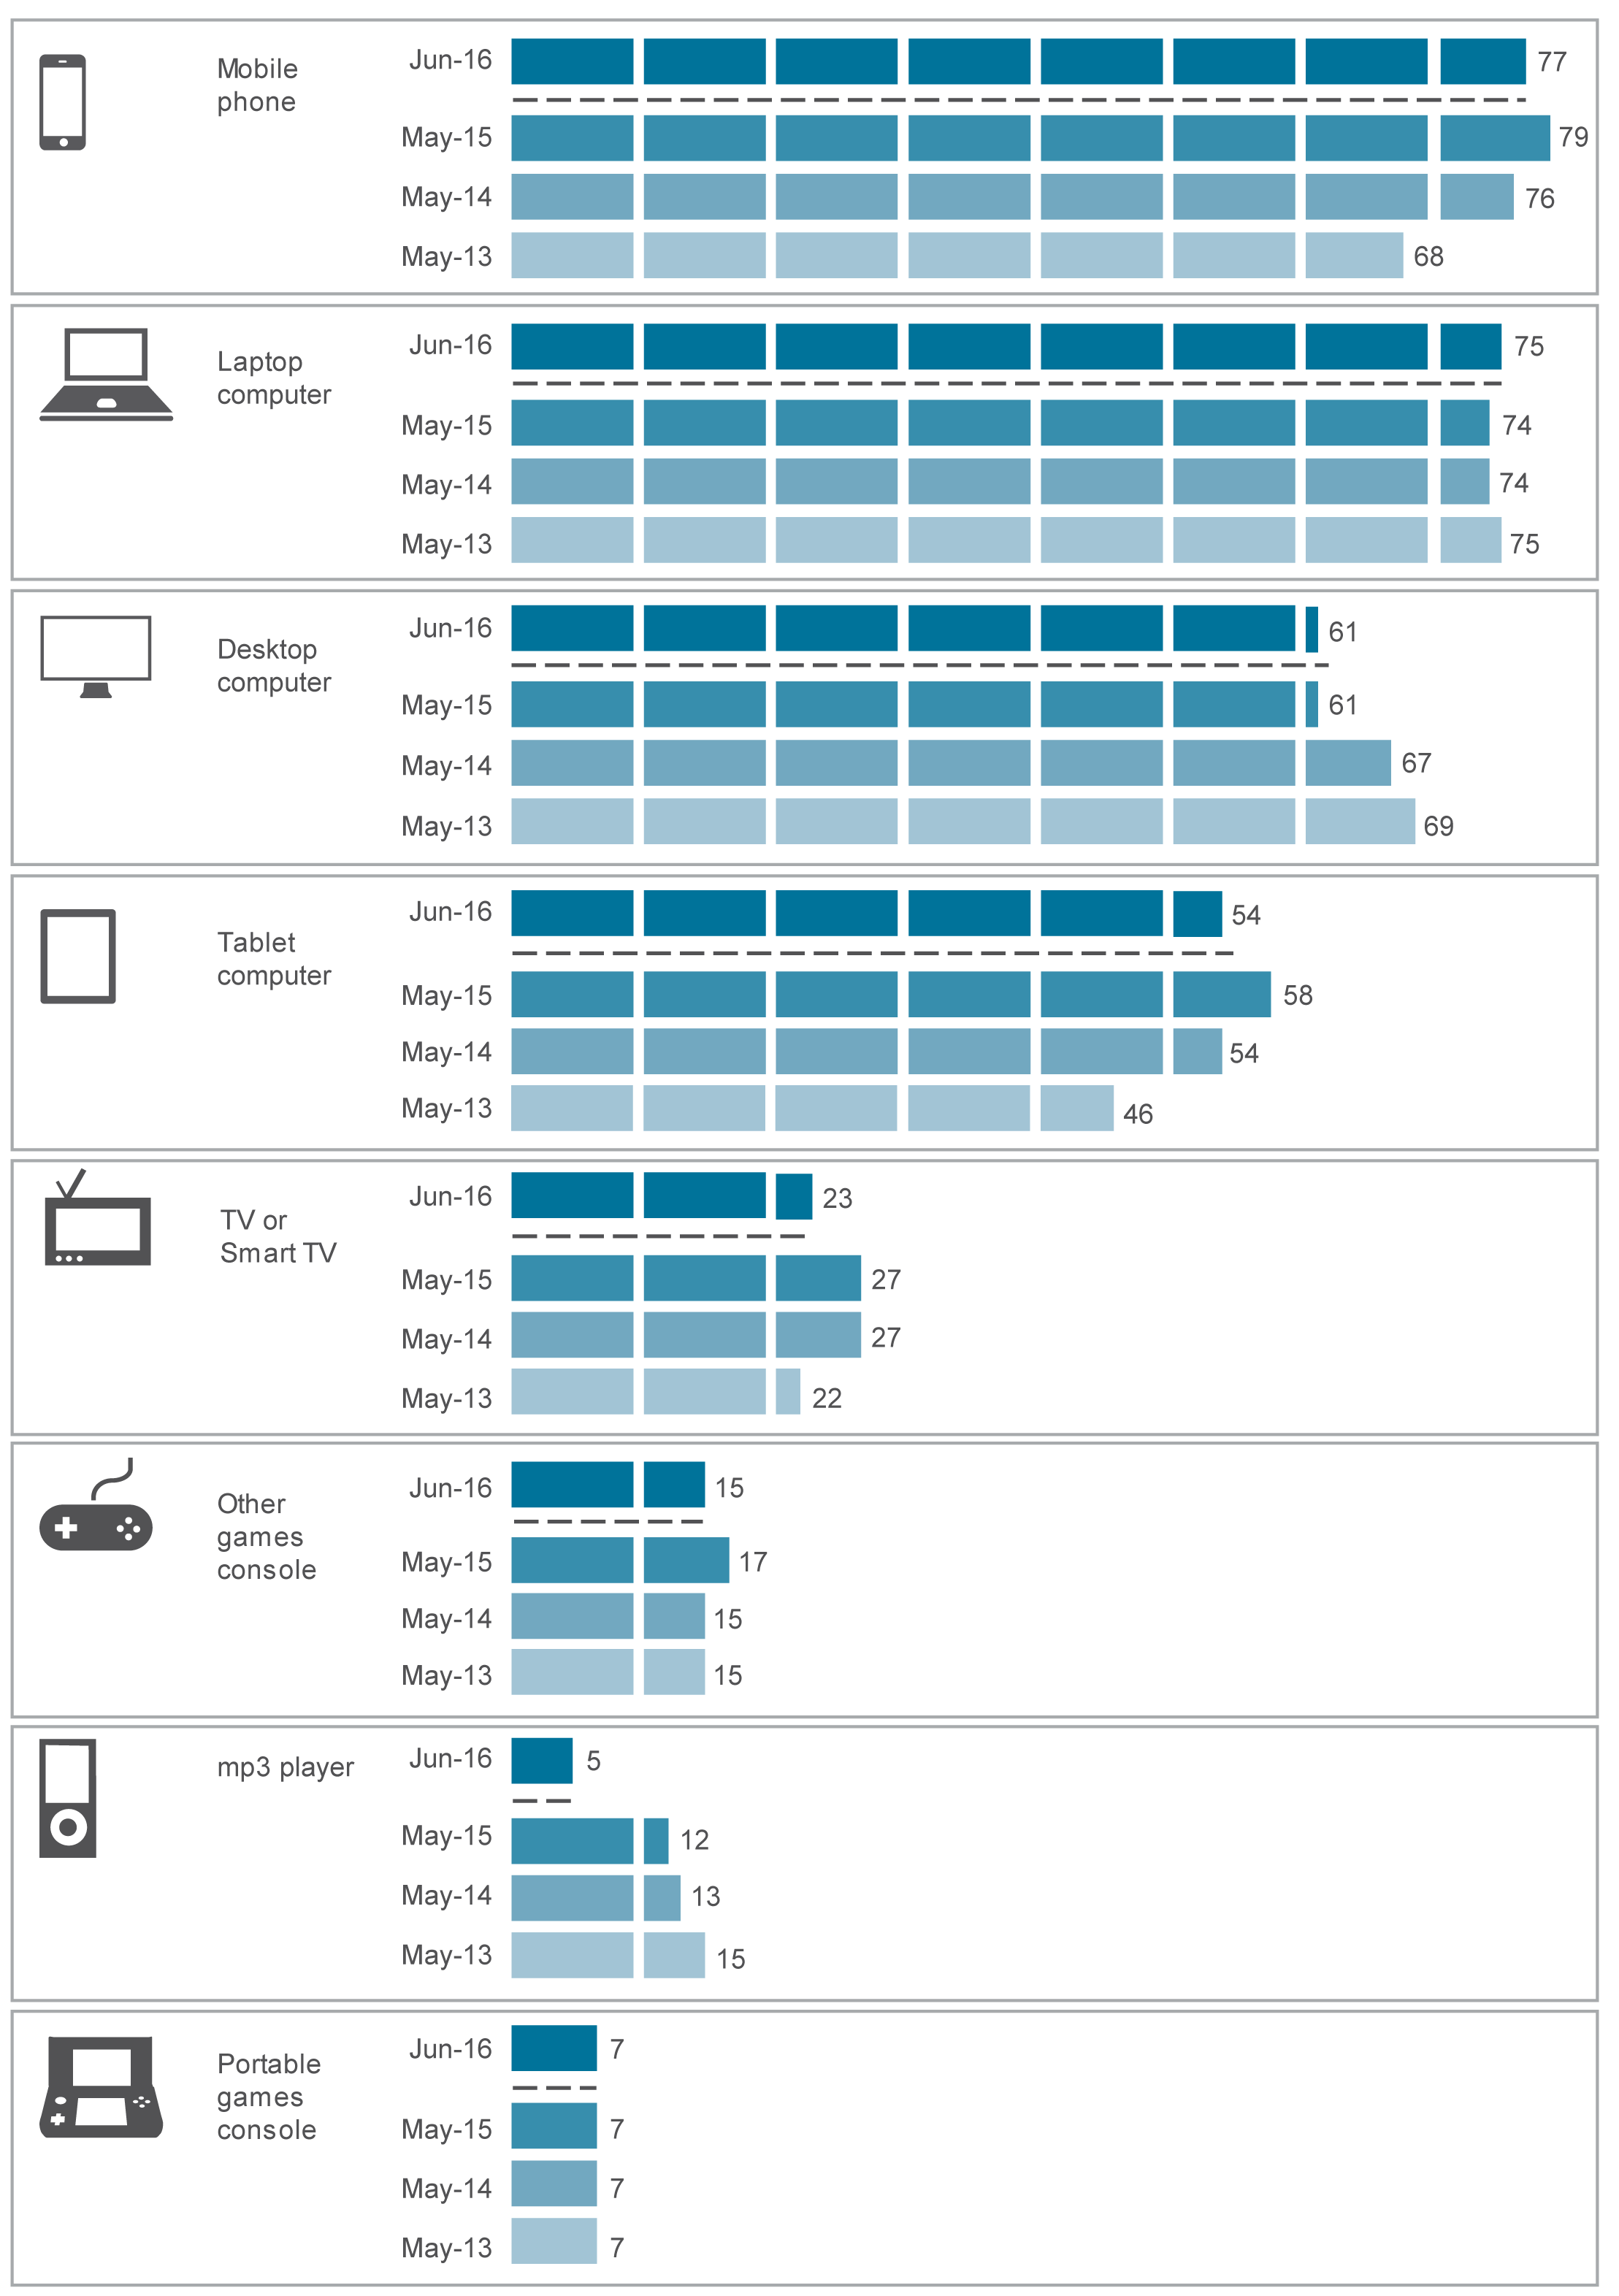 Mobile
phone
Jun-16 77
May-15 79
May-14 76
May-13 68
Laptop
computer
Jun-16 75
May-15 74
May-14 74
May-13 75
Desktop
computer
Jun-16 61
May-15 61
May-14 67
May-13 69
Tablet
computer
Jun-16 54
May-15 58
May-14 54
May-13 46
TV or
Smart TV
Jun-16 23
May-15 27
May-14 27
May-13 22
Other
games
console
Jun-16 15
May-15 17
May-14 15
May-13 15
mp3 player
Jun-16 5
May-15 12
May-14 13
May-13 15
Portable
games
console
Jun-16 7
May-15 7
May-14 7
May-13 7